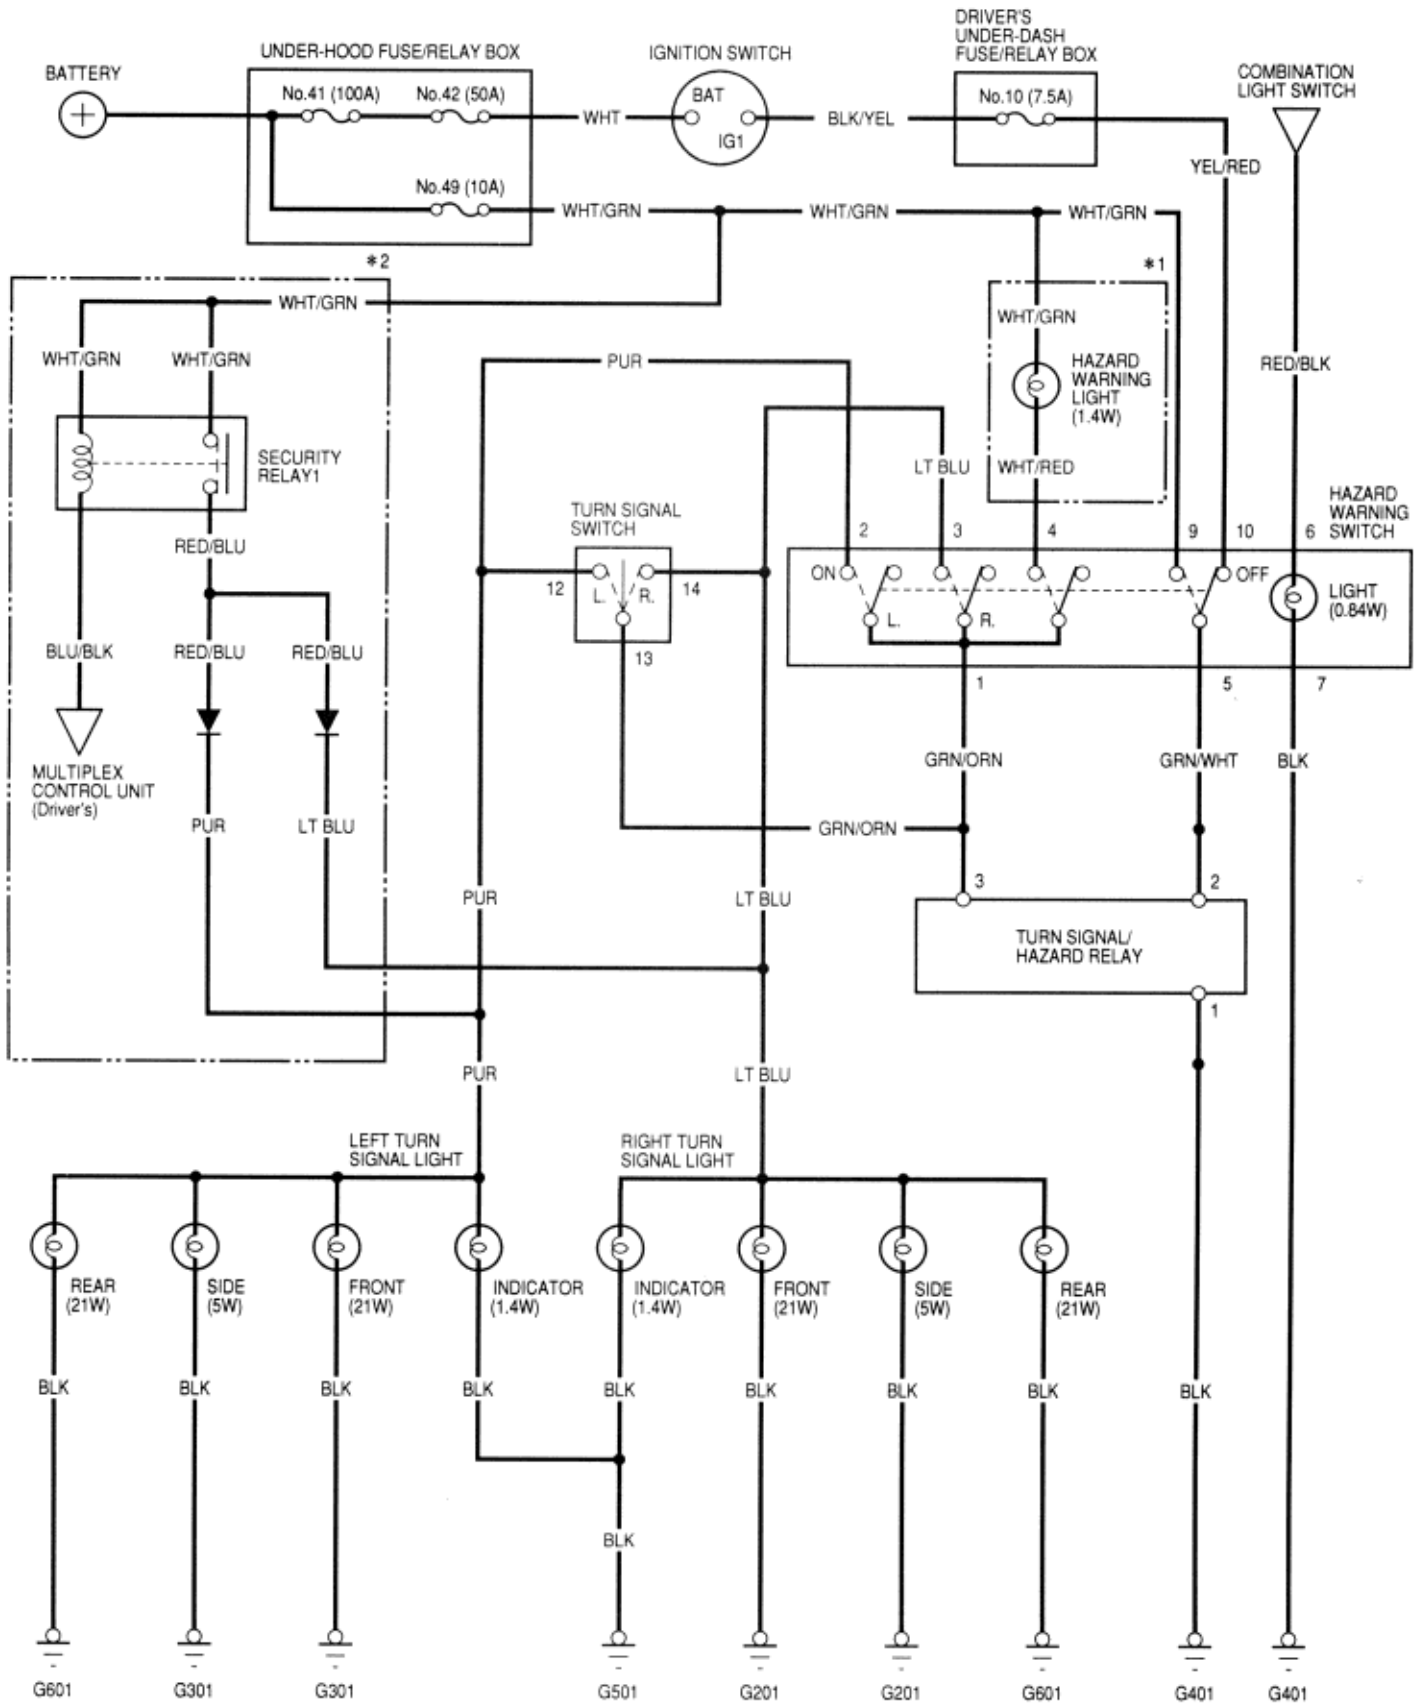 DRIVER'S
UNDER-DASH
FUSE/RELAY BOX
UNDER-HOOD FUSE/RELAY BOX
IGNITION SWITCH
BATTERY
COMBINATION
LIGHT SWITCH
No.41 (100A)
No.42 (50A)
BAT
No.10 (7.5A)
WHT
BLK/YEL
IG1
YEL/RED
No.49 (10A)
WHT/GRN
WHT/GRN
WHT/GRN
*2
*1
WHT/GRN
WHT/GRN
WHT/GRN
WHT/GRN
PUR
HAZARD
WARNING
LIGHT
(1.4W)
RED/BLK
SECURITY
RELAY1
LT BLU
WHT/RED
HAZARD
WARNING
SWITCH
TURN SIGNAL
SWITCH
2
3
4
9
10
6
RED/BLU
12
L.
R.
14
ON
OFF
L.
R.
LIGHT
(0.84W)
BLU/BLK
RED/BLU
RED/BLU
13
1
5
7
MULTIPLEX
CONTROL UNIT
(Driver's)
GRN/ORN
GRN/WHT
BLK
PUR
LT BLU
GRN/ORN
3
2
PUR
LT BLU
TURN SIGNAL/
HAZARD RELAY
1
PUR
LT BLU
LEFT TURN
SIGNAL LIGHT
RIGHT TURN
SIGNAL LIGHT
REAR
(21W)
SIDE
(5W)
FRONT
(21W)
INDICATOR
(1.4W)
INDICATOR
(1.4W)
FRONT
(21W)
SIDE
(5W)
REAR
(21W)
BLK
BLK
BLK
BLK
BLK
BLK
BLK
BLK
BLK
BLK
G601
G301
G301
G501
G201
G201
G601
G401
G401